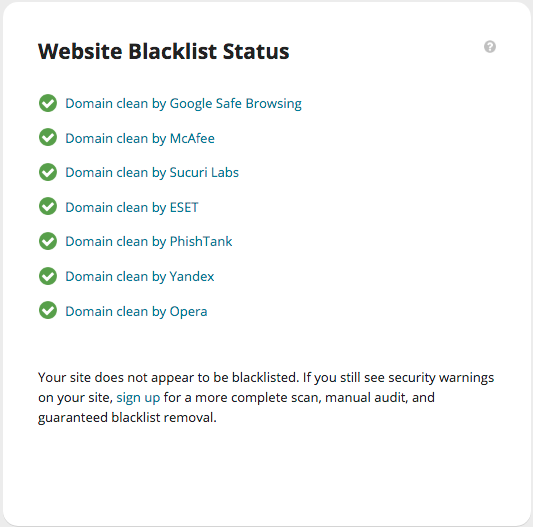 Website Blacklist Status
?
Domain clean by Google Safe Browsing
Domain clean by McAfee
Domain clean by Sucuri Labs
Domain clean by ESET
Domain clean by PhishTank
Domain clean by Yandex
Domain clean by Opera
Your site does not appear to be blacklisted. If you still see security warnings
on your site, sign up for a more complete scan, manual audit, and
guaranteed blacklist removal.